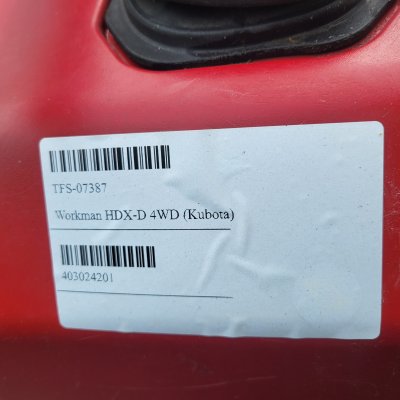 TFS-07387
Workman HDX-D 4WD (Kubota)
403024201